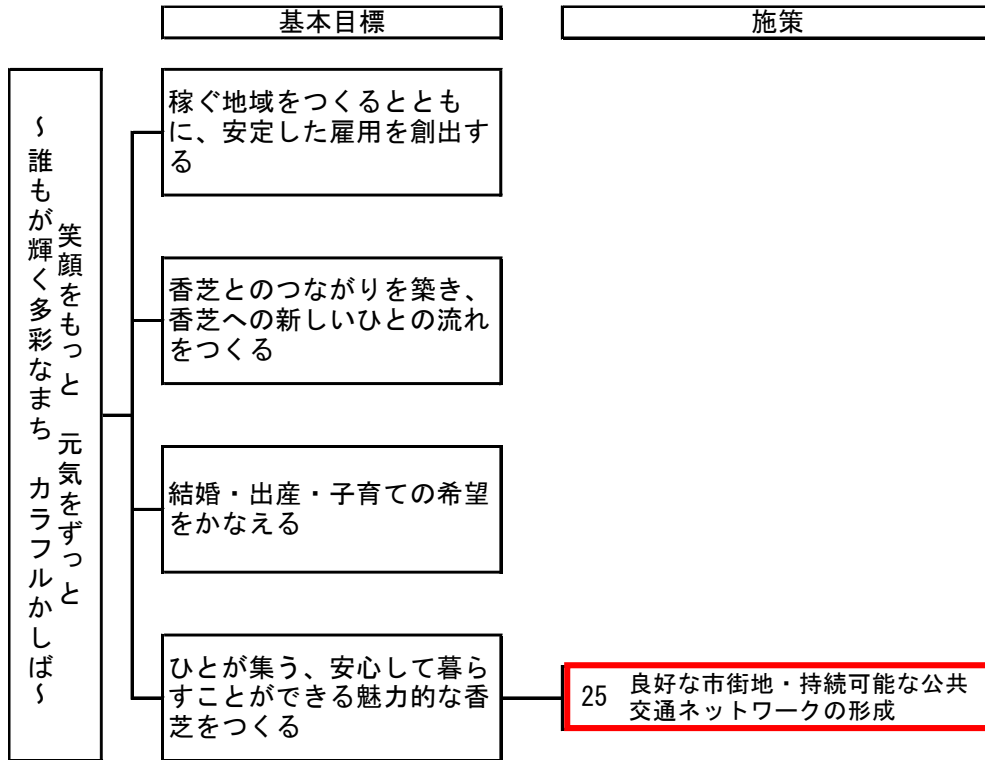 基本目標
施策
笑顔をもっと 元気をずっと
～誰もが輝く多彩なまち カラフルかしば～
稼ぐ地域をつくるととも
に、安定した雇用を創出す
る
香芝とのつながりを築き、
香芝への新しいひとの流れ
をつくる
結婚・出産・子育ての希望
をかなえる
ひとが集う、安心して暮ら
すことができる魅力的な香
芝をつくる
25 良好な市街地・持続可能な公共
交通ネットワークの形成